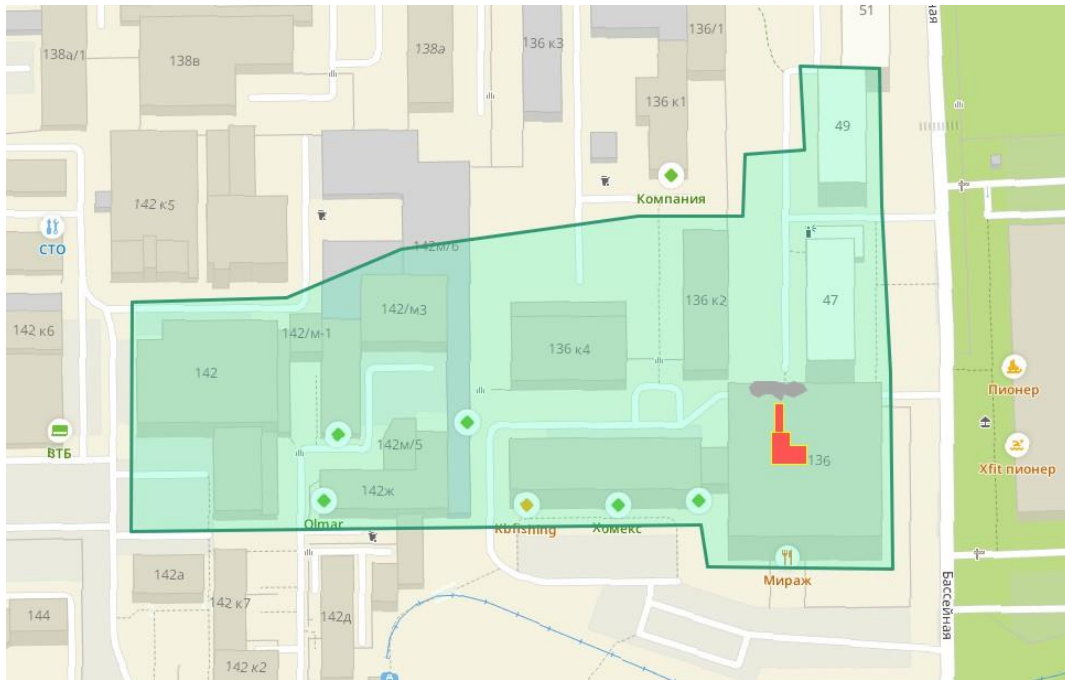 51
138а/1
138в
138а
136 к3
136/1
136 к1
49
142 к5
Компания
СТО
142м/6
142/м3
136 к2
47
142 к6
142/м-1
136 к4
142
Пионер
ВТБ
142м/5
136
Xfit пионер
142ж
Olmar
Kbfishing
Хомекс
Мираж
142а
144
142 к7
142д
142 к2
Бассейная